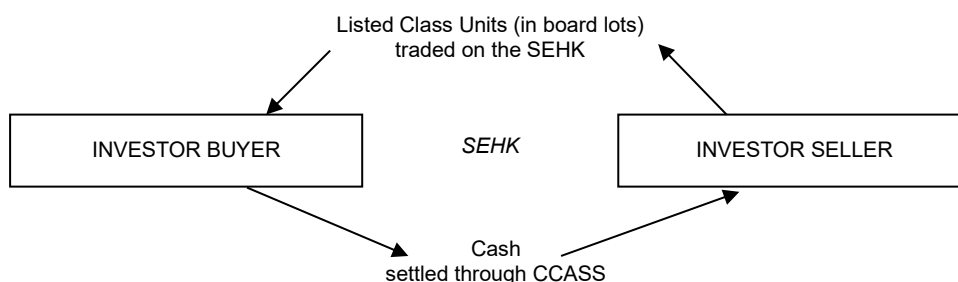 Listed Class Units (in board lots)
traded on the SEHK
INVESTOR BUYER
SEHK
INVESTOR SELLER
Cash
settled through CCASS